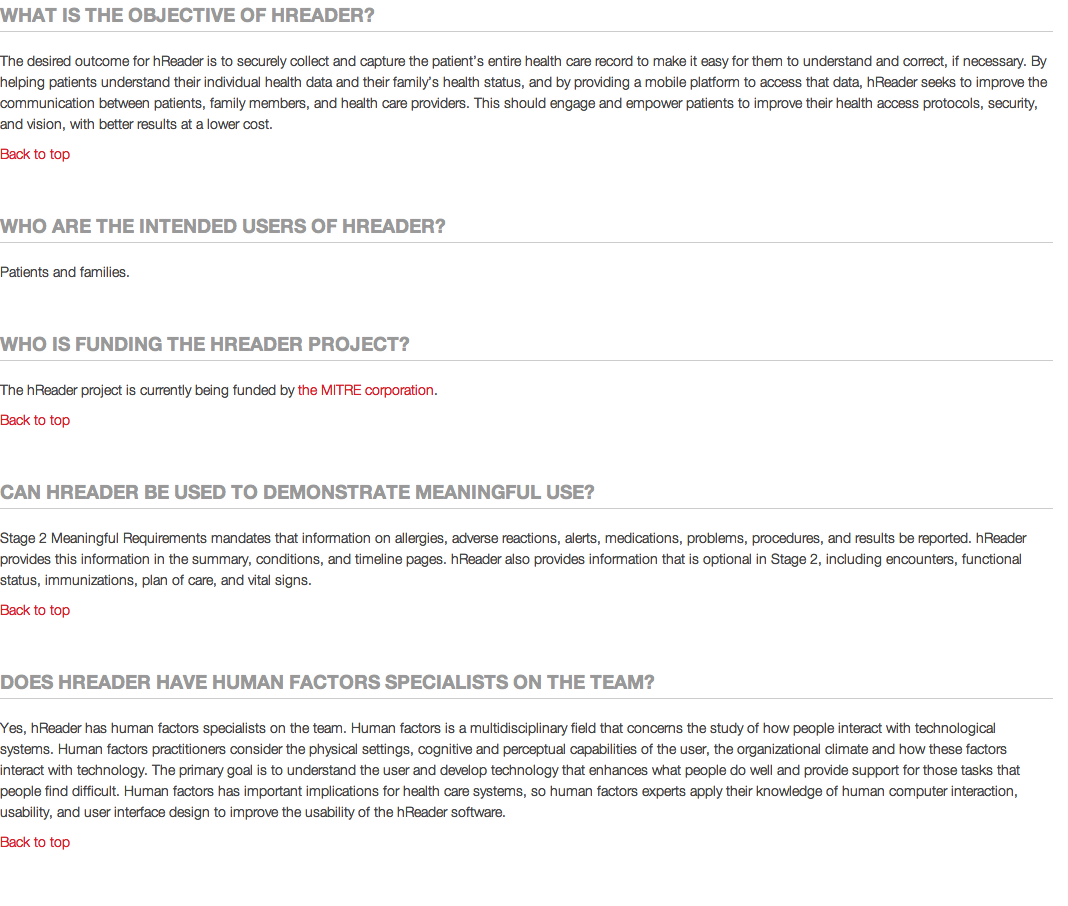 WHAT IS THE OBJECTIVE OF HREADER?
The desired outcome for hReader is to securely collect and capture the patient's entire health care record to make it easy for them to understand and correct, if necessary. By
helping patients understand their individual health data and their family's health status, and by providing a mobile platform to access that data, hReader seeks to improve the
communication between patients, family members, and health care providers. This should engage and empower patients to improve their health access protocols, security,
and vision, with better results at a lower cost.
Back to top
WHO ARE THE INTENDED USERS OF HREADER?
Patients and families.
WHO IS FUNDING THE HREADER PROJECT?
The hReader project is currently being funded by the MITRE corporation.
Back to top
CAN HREADER BE USED TO DEMONSTRATE MEANINGFUL USE?
Stage 2 Meaningful Requirements mandates that information on allergies, adverse reactions, alerts, medications, problems, procedures, and results be reported. hReader
provides this information in the summary, conditions, and timeline pages. hReader also provides information that is optional in Stage 2, including encounters, functional
status, immunizations, plan of care, and vital signs.
Back to top
DOES HREADER HAVE HUMAN FACTORS SPECIALISTS ON THE TEAM?
Yes, hReader has human factors specialists on the team. Human factors is a multidisciplinary field that concerns the study of how people interact with technological
systems. Human factors practitioners consider the physical settings, cognitive and perceptual capabilities of the user, the organizational climate and how these factors
interact with technology. The primary goal is to understand the user and develop technology that enhances what people do well and provide support for those tasks that
people find difficult. Human factors has important implications for health care systems, so human factors experts apply their knowledge of human computer interaction,
usability, and user interface design to improve the usability of the hReader software.
Back to top